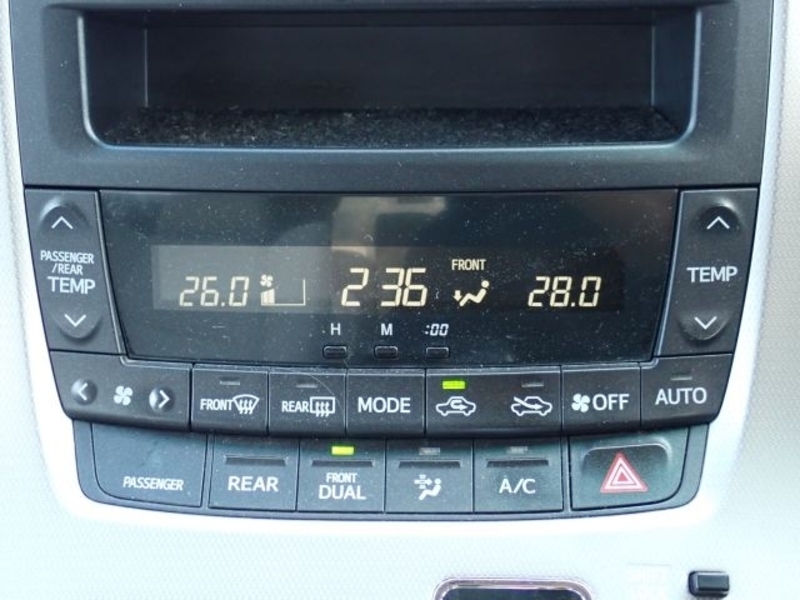 PASSENGER
/REAR
TEMP
TEMP
FRONT
26.0 2 36 28.0
H M :00
FRONT REAR MODE OFF AUTO
PASSENGER REAR FRONT DUAL A/C